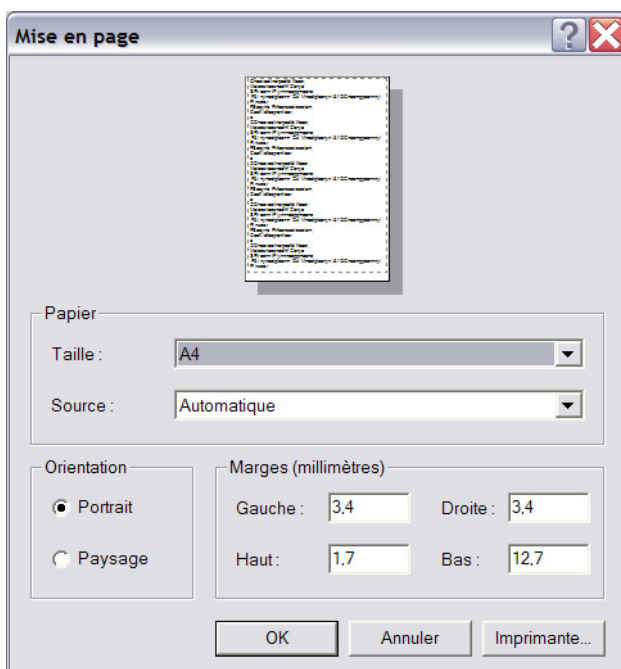 Mise en page
Papier
Taille :
A4
Source :
Automatique
Orientation
Portrait
Paysage
Marges (millimètres)
Gauche :
3,4
Droite :
3,4
Haut :
1,7
Bas :
12,7
OK
Annuler
Imprimante...